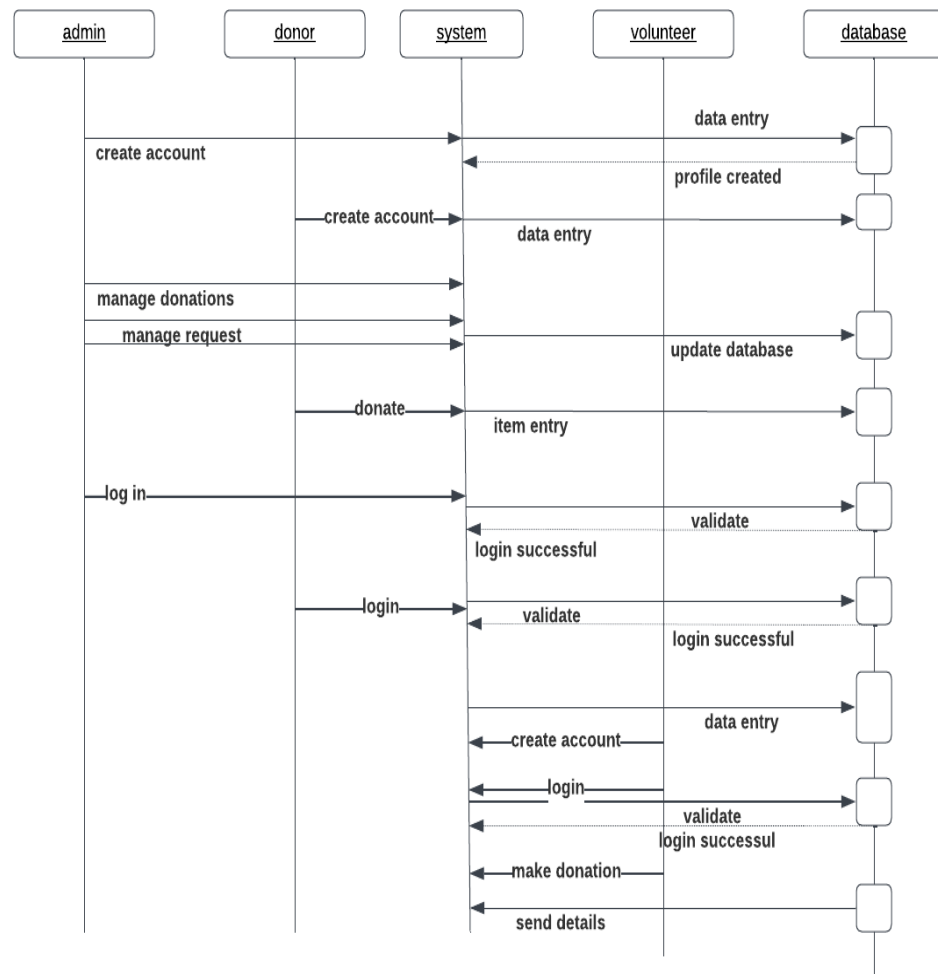 admin
donor
system
volunteer
database
data entry
create account
profile created
create account
data entry
manage donations
manage request
update database
donate
item entry
log in
validate
login successful
login
validate
login successful
data entry
create account
login
validate
login successul
make donation
send details